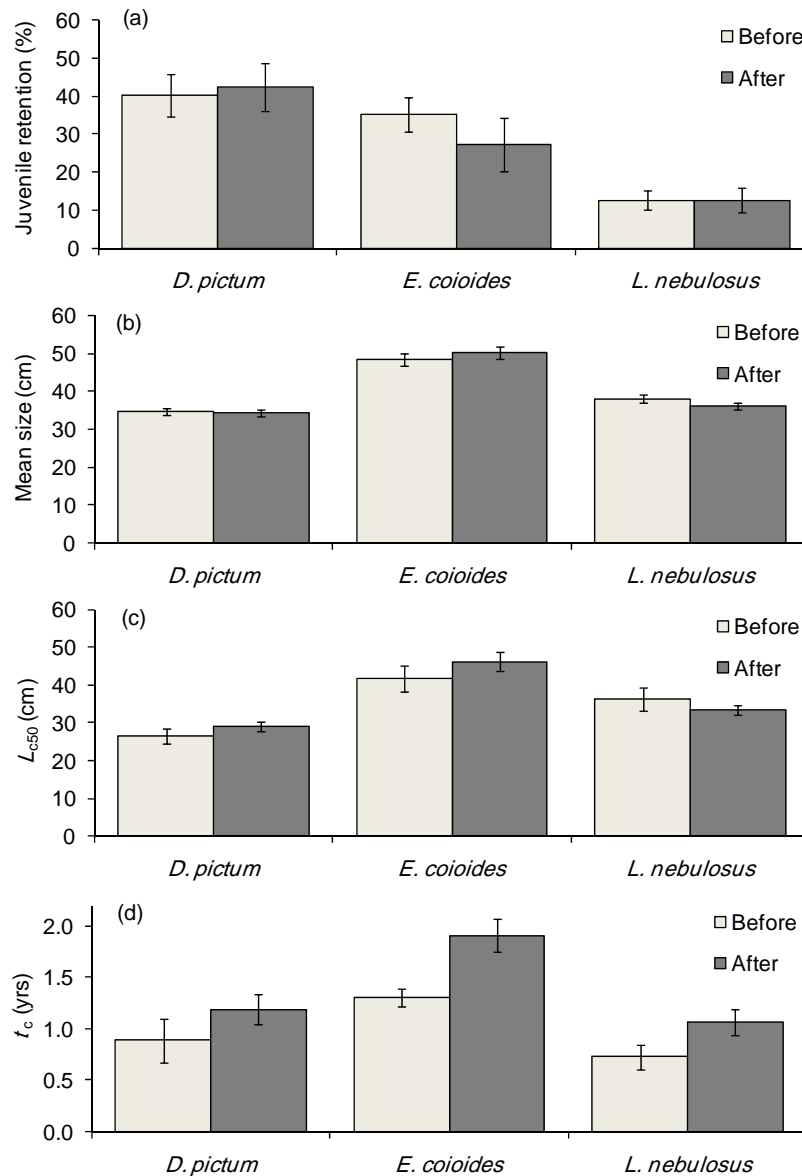 (a)
Juvenile retention (%)
60
50
40
30
20
10
0
Before
After
D. pictum E. coioides L. nebulosus
(b)
Mean size (cm)
60
50
40
30
20
10
0
Before
After
D. pictum E. coioides L. nebulosus
(c)
Lc50 (cm)
60
50
40
30
20
10
0
Before
After
D. pictum E. coioides L. nebulosus
(d)
tc (yrs)
2.0
1.5
1.0
0.5
0.0
Before
After
D. pictum E. coioides L. nebulosus